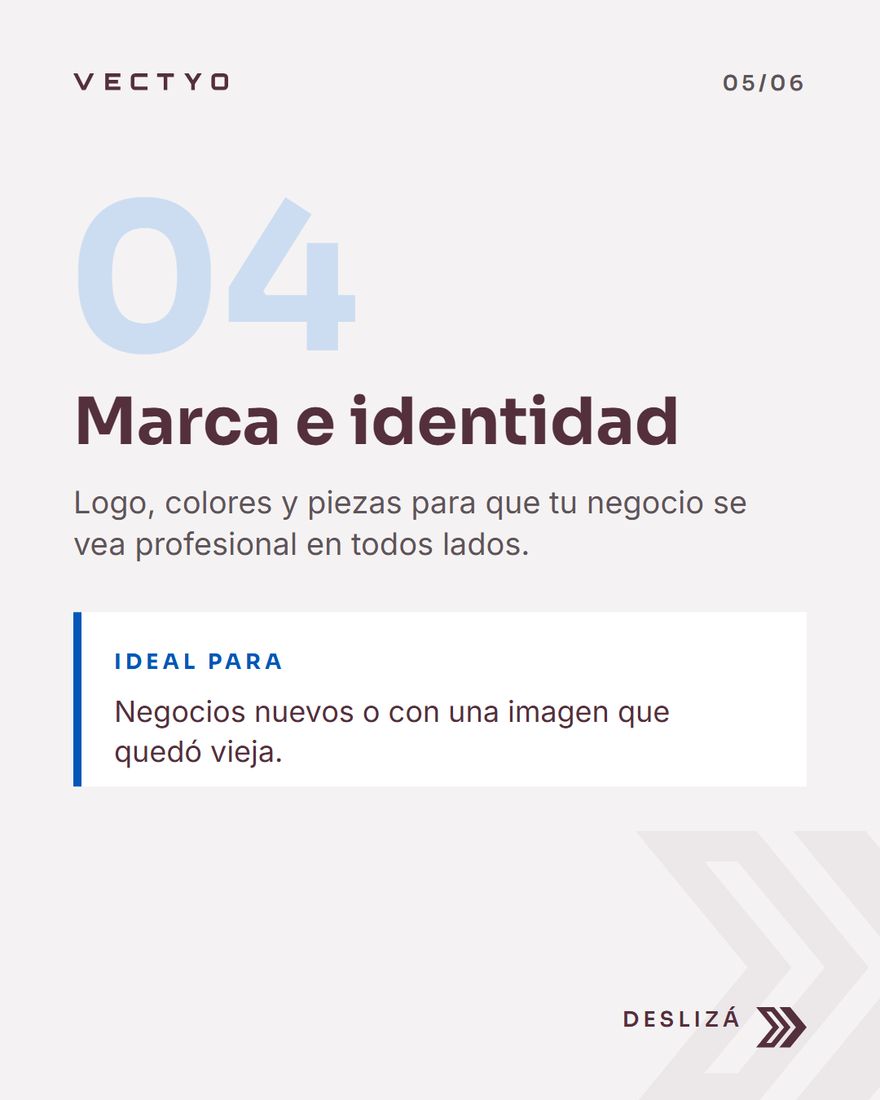 VECTYO
05/06
04
Marca e identidad
Logo, colores y piezas para que tu negocio se
vea profesional en todos lados.
IDEAL PARA
Negocios nuevos o con una imagen que
quedó vieja.
DESLIZÁ